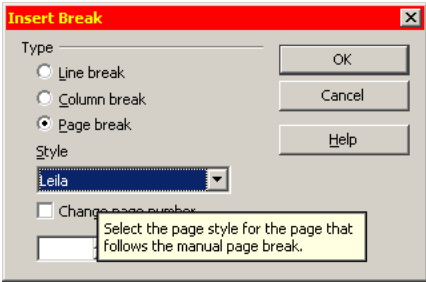 Insert Break
Type
Line break
Column break
Page break
Style
Leila
Change page number
Select the page style for the page that
follows the manual page break.
OK
Cancel
Help